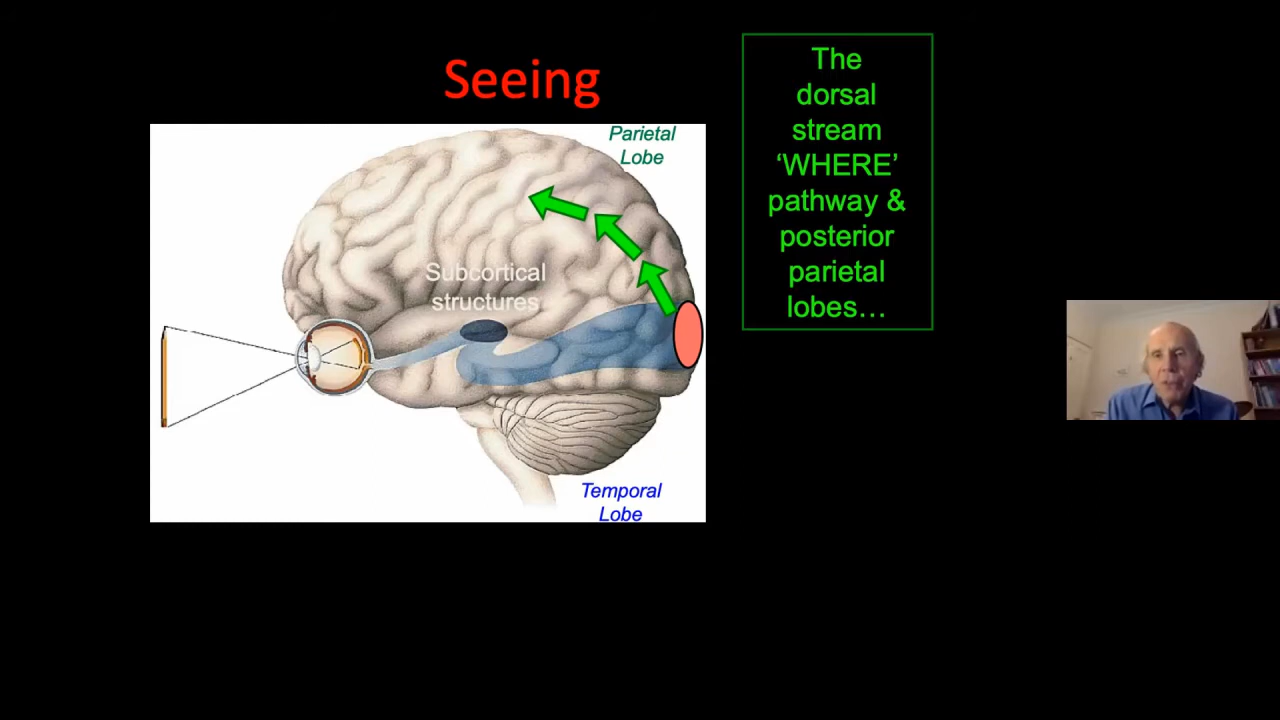 Seeing
The
dorsal
stream
‘WHERE’
pathway &
posterior
parietal
lobes…
Parietal
Lobe
Subcortical
structures
Temporal
Lobe